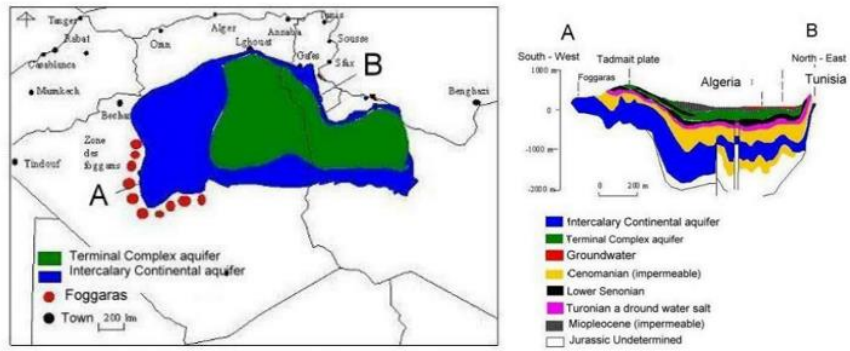 Tanger
Alger
Annaba
Tunis
Rabat
Oran
Lghouat
Sousse
Casablanca
Gafes
Sfax
B
Benghazi
Bechar
Zone
des
foggaras
Tindouf
A
Terminal Complex aquifer
Intercalary Continental aquifer
Foggaras
Town 200 km
A
B
South - West
North - East
Foggaras
Tadmait plate
1000 m
Algeria
Tunisia
0
-1000 m
-2000 m
0 200 m
Intercalary Continental aquifer
Terminal Complex aquifer
Groundwater
Cenomanian (impermeable)
Lower Senonian
Turonian a dround water salt
Miopleocene (impermeable)
Jurassic Undetermined